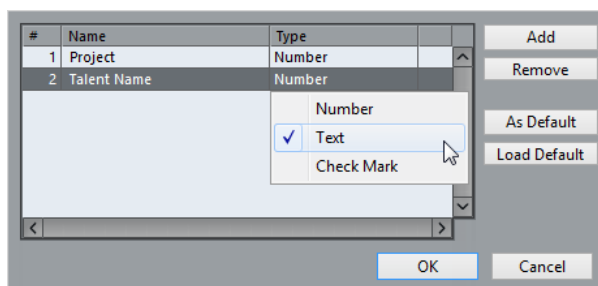 # Name Type
1 Project Number
2 Talent Name Number
Number
✓ Text
Check Mark
Add
Remove
As Default
Load Default
OK Cancel